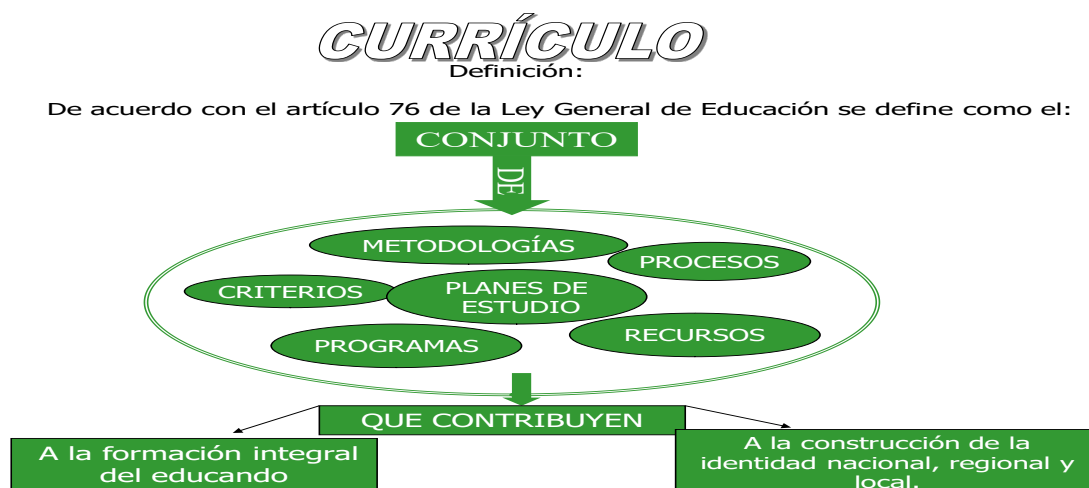 CURRÍCULO
Definición:
De acuerdo con el artículo 76 de la Ley General de Educación se define como el:
CONJUNTO
DE
METODOLOGÍAS
PROCESOS
CRITERIOS
PLANES DE
ESTUDIO
PROGRAMAS
RECURSOS
QUE CONTRIBUYEN
A la formación integral
del educando
A la construcción de la
identidad nacional, regional y
local.